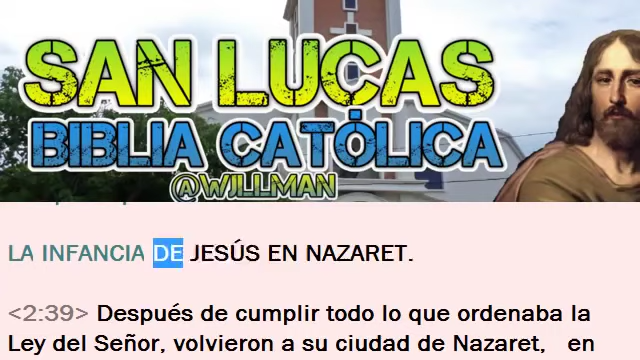 SAN LUCAS
BIBLIA CATÓLICA
@WJLLMAN
LA INFANCIA DE JESÚS EN NAZARET.
<2:39> Después de cumplir todo lo que ordenaba la
Ley del Señor, volvieron a su ciudad de Nazaret, en